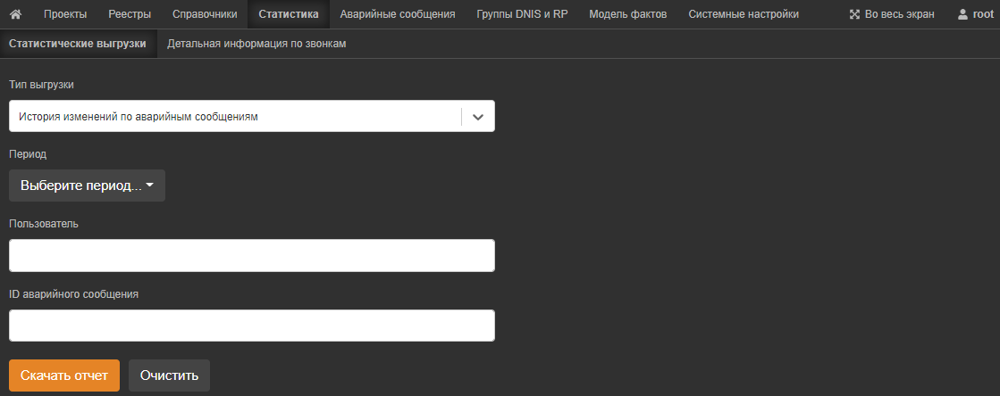 Проекты Реестры Справочники Статистика Аварийные сообщения Группы DNIS и RP Модель фактов Системные настройки Во весь экран root
Статистические выгрузки Детальная информация по звонкам
Тип выгрузки
История изменений по аварийным сообщениям
Период
Выберите период...
Пользователь
ID аварийного сообщения
Скачать отчет Очистить